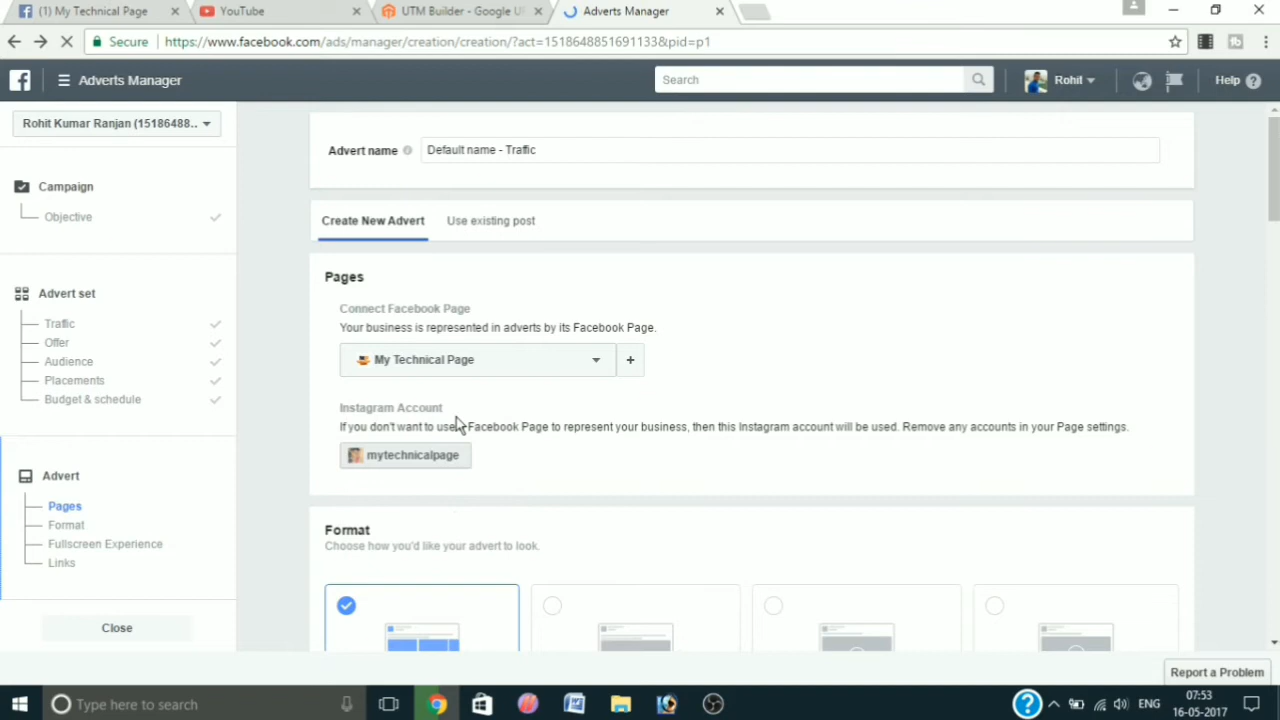 (1) My Technical Page
YouTube
UTM Builder - Google U
Adverts Manager
Secure
https://www.facebook.com/ads/manager/creation/creation/?act=1518648851691133&pid=p1
Adverts Manager
Search
Rohit
Help
Rohit Kumar Ranjan (15186488..
Campaign
Objective
Advert set
Traffic
Offer
Audience
Placements
Budget & schedule
Advert
Pages
Format
Fullscreen Experience
Links
Close
Advert name
Default name - Traffic
Create New Advert
Use existing post
Pages
Connect Facebook Page
Your business is represented in adverts by its Facebook Page.
My Technical Page
+
Instagram Account
If you don't want to use Facebook Page to represent your business, then this Instagram account will be used. Remove any accounts in your Page settings.
mytechnicalpage
Format
Choose how you'd like your advert to look.
Report a Problem
Type here to search
ENG
07:53
16-05-2017